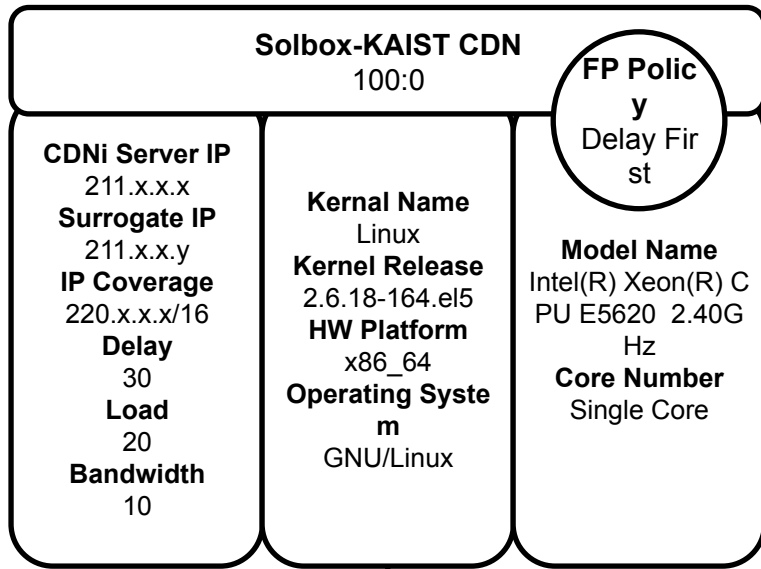 Solbox-KAIST CDN
100:0
FP Polic
y
Delay Fir
st
CDNi Server IP
211.x.x.x
Surrogate IP
211.x.x.y
IP Coverage
220.x.x.x/16
Delay
30
Load
20
Bandwidth
10
Kernal Name
Linux
Kernel Release
2.6.18-164.el5
HW Platform
x86_64
Operating Syste
m
GNU/Linux
Model Name
Intel(R) Xeon(R) C
PU E5620  2.40G
Hz
Core Number
Single Core